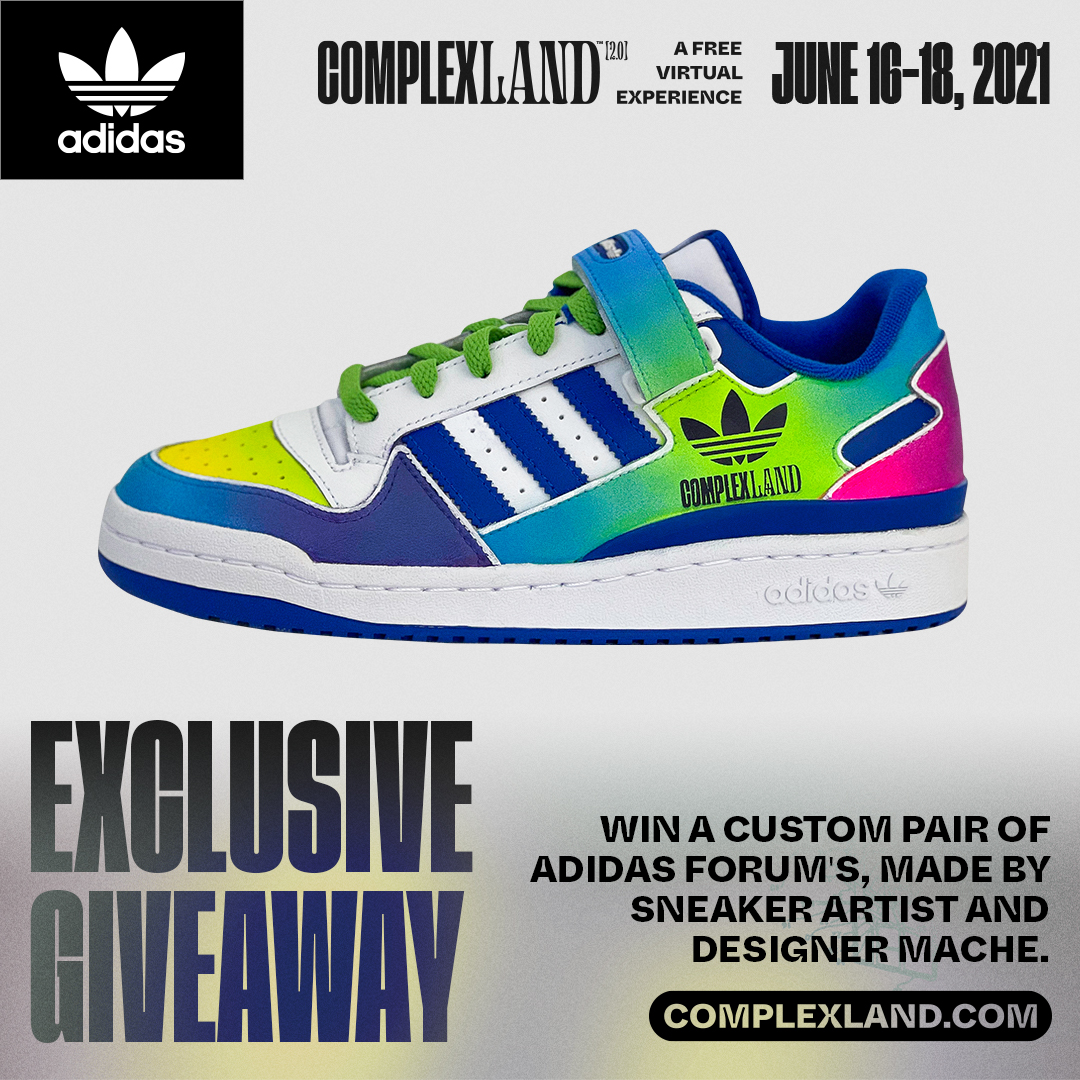 adidas
COMPLEXLAND™[2.0]
A FREE
VIRTUAL
EXPERIENCE
JUNE 16-18, 2021
COMPLEXLAND
adidas
EXCLUSIVE
GIVEAWAY
WIN A CUSTOM PAIR OF
ADIDAS FORUM'S, MADE BY
SNEAKER ARTIST AND
DESIGNER MACHE.
COMPLEXLAND.COM